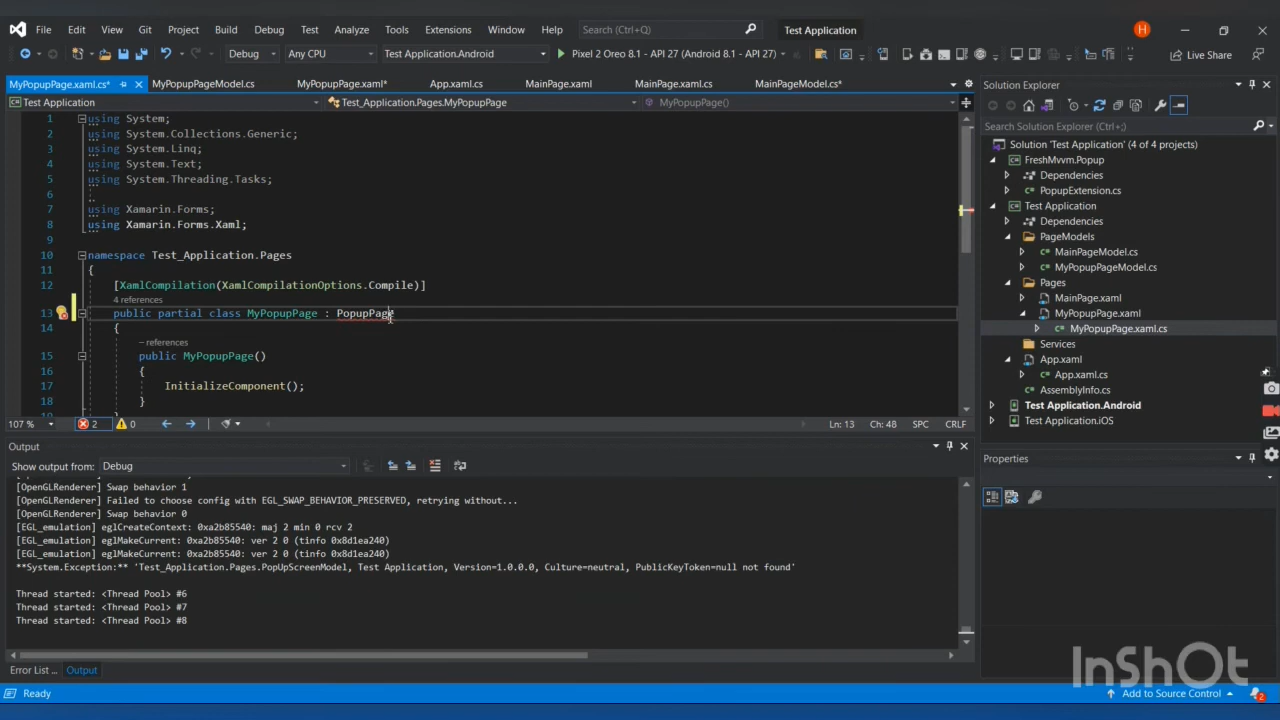 File Edit View Git Project Build Debug Test Analyze Tools Extensions Window Help Search (Ctrl+Q) Test Application H
Debug Any CPU Test Application.Android Pixel 2 Oreo 8.1 - API 27 (Android 8.1 - API 27) Live Share
MyPopupPage.xaml.cs* MyPopupPageModel.cs MyPopupPage.xaml* App.xaml.cs MainPage.xaml MainPage.xaml.cs MainPageModel.cs*
Test Application Test_Application.Pages.MyPopupPage MyPopupPage()
1 using System;
2 using System.Collections.Generic;
3 using System.Linq;
4 using System.Text;
5 using System.Threading.Tasks;
6
7 using Xamarin.Forms;
8 using Xamarin.Forms.Xaml;
9
10 namespace Test_Application.Pages
11 {
12 [XamlCompilation(XamlCompilationOptions.Compile)]
4 references
13 public partial class MyPopupPage : PopupPage
14 {
– references
15 public MyPopupPage()
16 {
17 InitializeComponent();
18 }
107 % 2 0 Ln: 13 Ch: 48 SPC CRLF
Output
Show output from: Debug
[OpenGLRenderer] Swap behavior 1
[OpenGLRenderer] Failed to choose config with EGL_SWAP_BEHAVIOR_PRESERVED, retrying without...
[OpenGLRenderer] Swap behavior 0
[EGL_emulation] eglCreateContext: 0xa2b85540: maj 2 min 0 rcv 2
[EGL_emulation] eglMakeCurrent: 0xa2b85540: ver 2 0 (tinfo 0x8d1ea240)
[EGL_emulation] eglMakeCurrent: 0xa2b85540: ver 2 0 (tinfo 0x8d1ea240)
**System.Exception:** 'Test_Application.Pages.PopUpScreenModel, Test Application, Version=1.0.0.0, Culture=neutral, PublicKeyToken=null not found'
Thread started: <Thread Pool> #6
Thread started: <Thread Pool> #7
Thread started: <Thread Pool> #8
Error List ... Output
Ready
Solution Explorer
Search Solution Explorer (Ctrl+;)
Solution 'Test Application' (4 of 4 projects)
FreshMvvm.Popup
Dependencies
PopupExtension.cs
Test Application
Dependencies
PageModels
MainPageModel.cs
MyPopupPageModel.cs
Pages
MainPage.xaml
MyPopupPage.xaml
MyPopupPage.xaml.cs
Services
App.xaml
App.xaml.cs
AssemblyInfo.cs
Test Application.Android
Test Application.iOS
Properties
InShOt
Add to Source Control 2